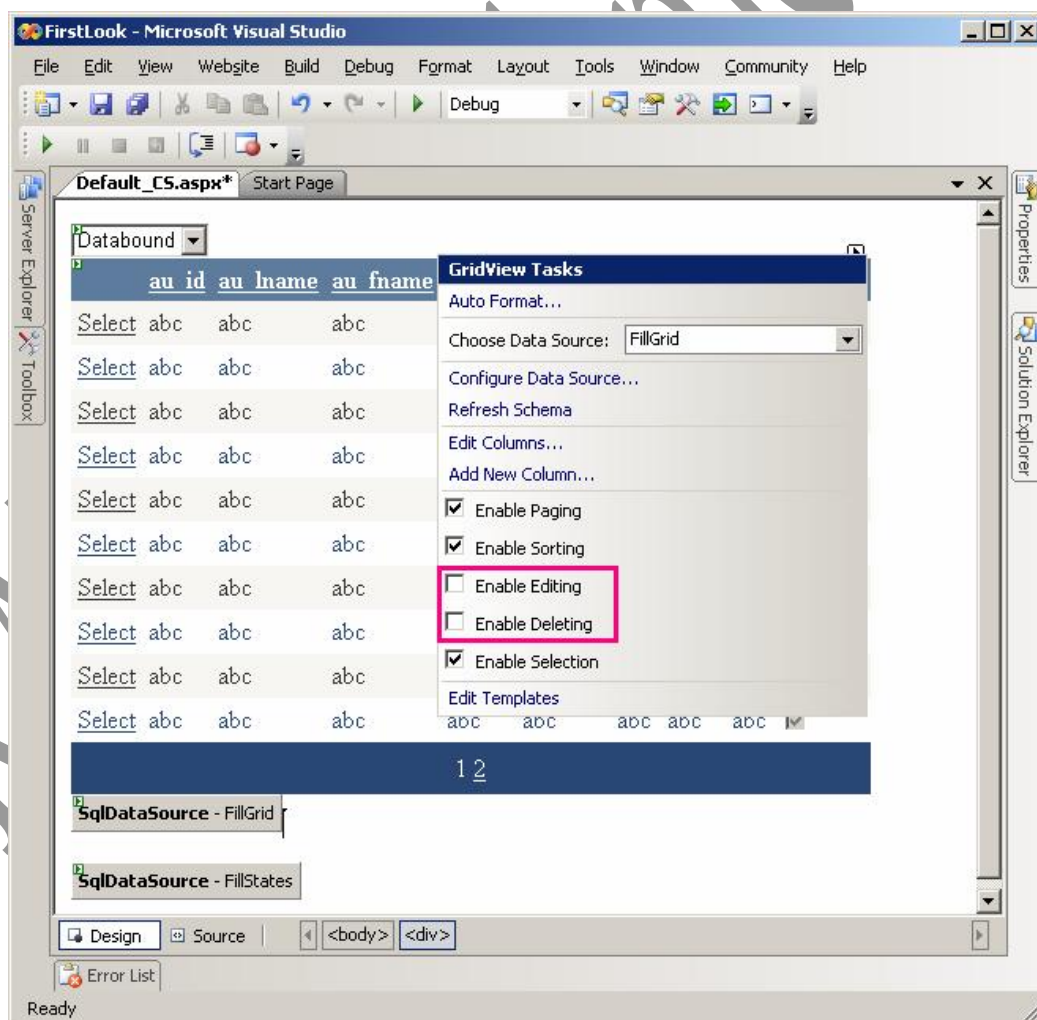 FirstLook - Microsoft Visual Studio
File Edit View Website Build Debug Format Layout Tools Window Community Help
Debug
Default_CS.aspx* Start Page
Server Explorer
Toolbox
Properties
Solution Explorer
Databound
au_id au_lname au_fname
Select abc abc abc
Select abc abc abc
Select abc abc abc
Select abc abc abc
Select abc abc abc
Select abc abc abc
Select abc abc abc
Select abc abc abc
Select abc abc abc
Select abc abc abc abc abc abc abc abc
GridView Tasks
Auto Format...
Choose Data Source: FillGrid
Configure Data Source...
Refresh Schema
Edit Columns...
Add New Column...
Enable Paging
Enable Sorting
Enable Editing
Enable Deleting
Enable Selection
Edit Templates
1 2
SqlDataSource - FillGrid
SqlDataSource - FillStates
Design Source <body> <div>
Error List
Ready